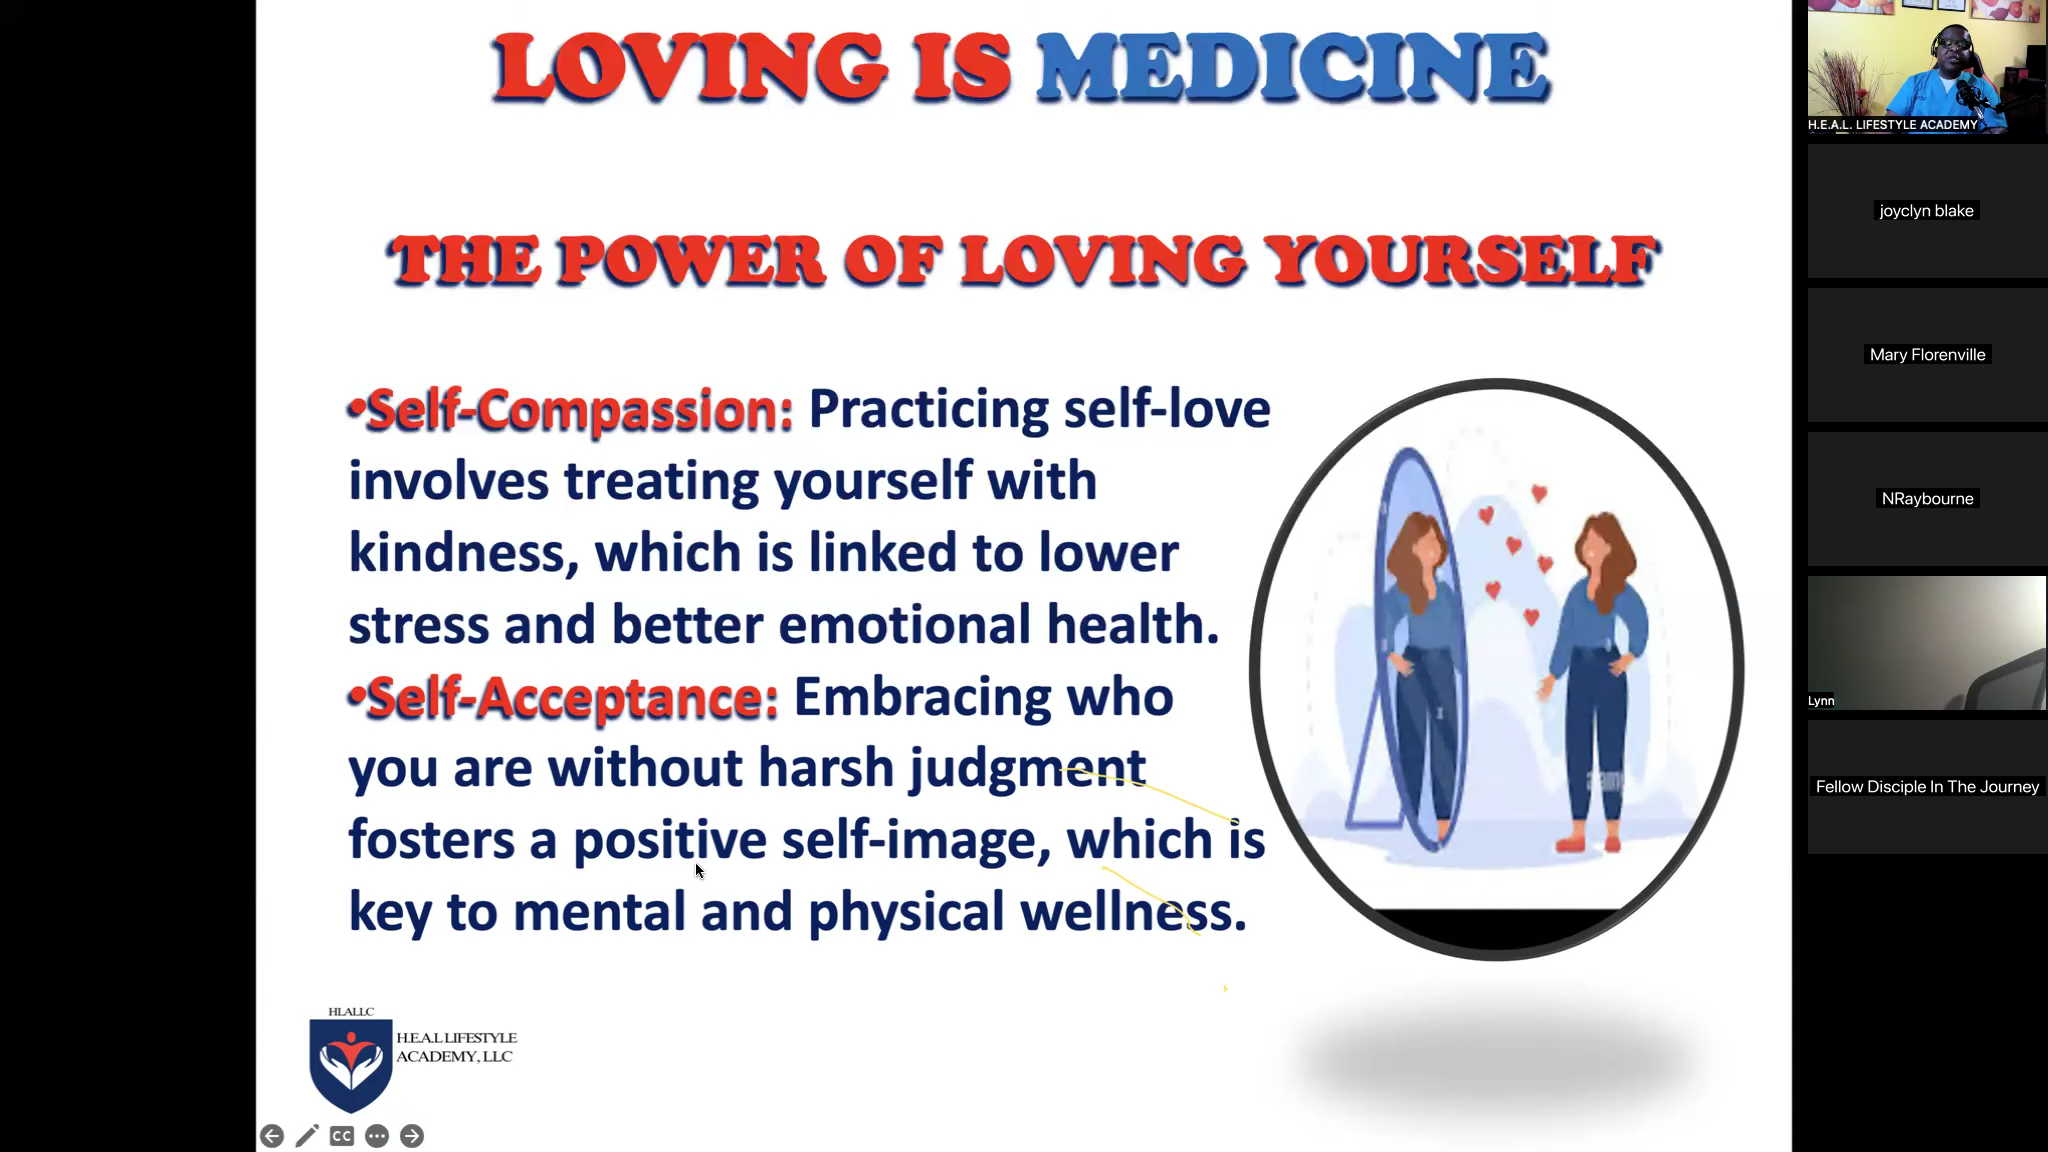 LOVING IS MEDICINE
THE POWER OF LOVING YOURSELF
•Self-Compassion: Practicing self-love
involves treating yourself with
kindness, which is linked to lower
stress and better emotional health.
•Self-Acceptance: Embracing who
you are without harsh judgment
fosters a positive self-image, which is
key to mental and physical wellness.
HLALLC
H.E.A.L LIFESTYLE
ACADEMY, LLC
CC
H.E.A.L. LIFESTYLE ACADEMY
joyclyn blake
Mary Florenville
NRaybourne
Lynn
Fellow Disciple In The Journey